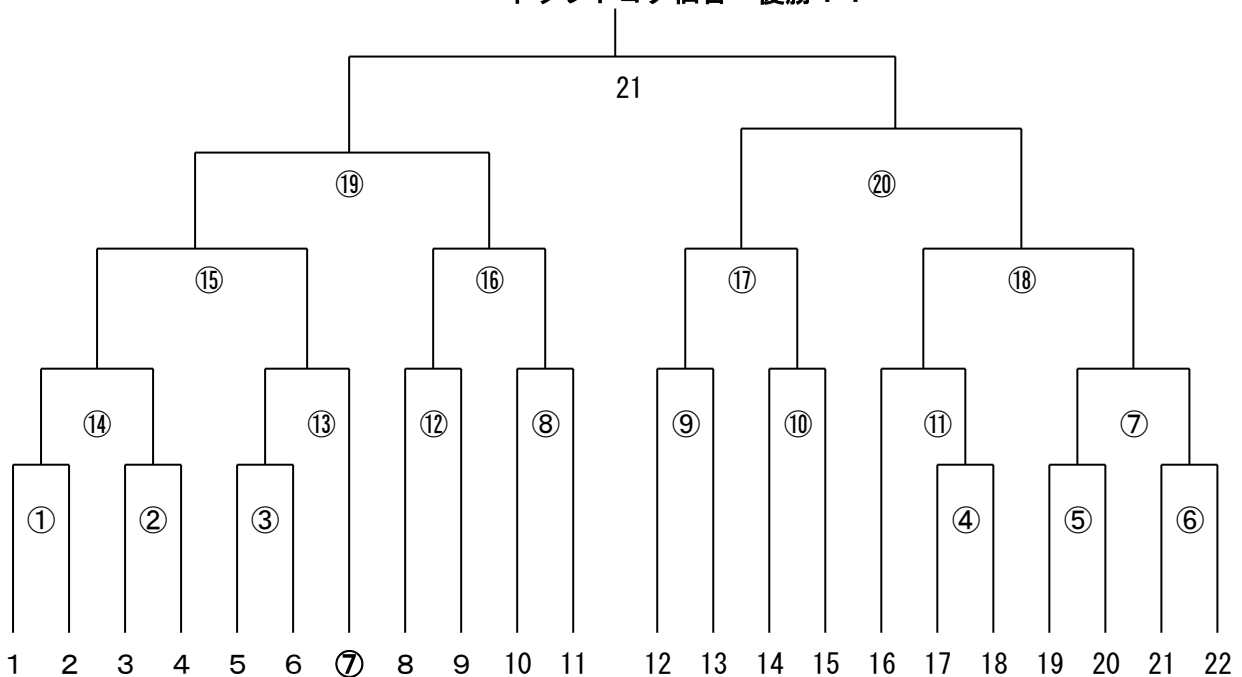 21
⑲ ⑳
⑮ ⑯ ⑰ ⑱
⑭ ⑬ ⑫ ⑧ ⑨ ⑩ ⑪ ⑦
① ② ③ ④ ⑤ ⑥
1 2 3 4 5 6 ⑦ 8 9 10 11 12 13 14 15 16 17 18 19 20 21 22